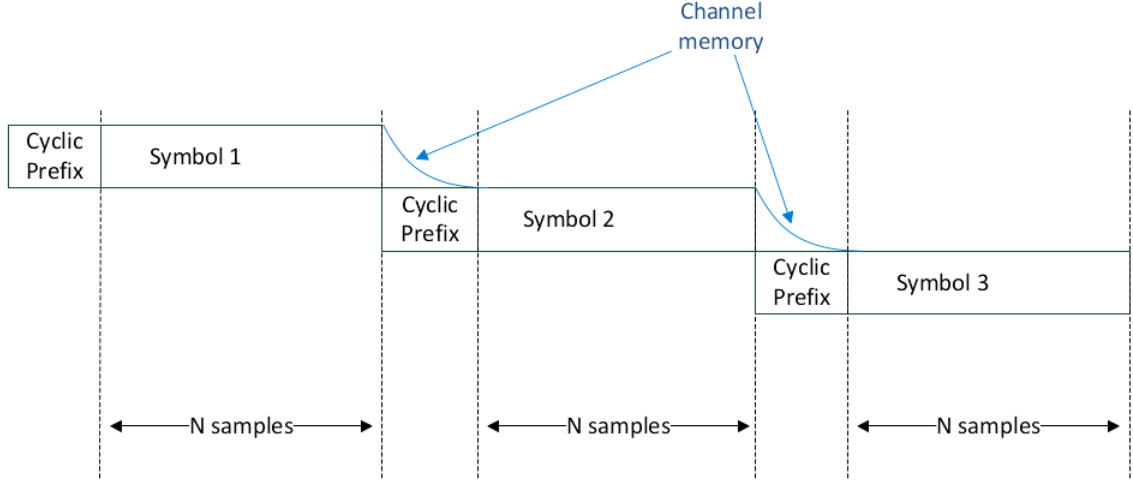 Channel
memory
Cyclic
Prefix
Symbol 1
Cyclic
Prefix
Symbol 2
Cyclic
Prefix
Symbol 3
N samples
N samples
N samples